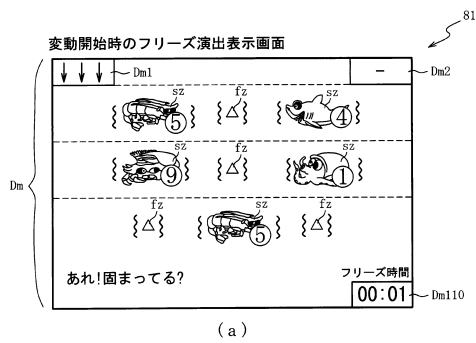 81
変動開始時のフリーズ演出表示画面
↓ ↓ ↓ Dm1 － Dm2
sz fz sz
5 4
sz fz sz
9 1
Dm
fz sz fz
5
あれ!固まってる?
フリーズ時間
00:01 Dm110
(a)